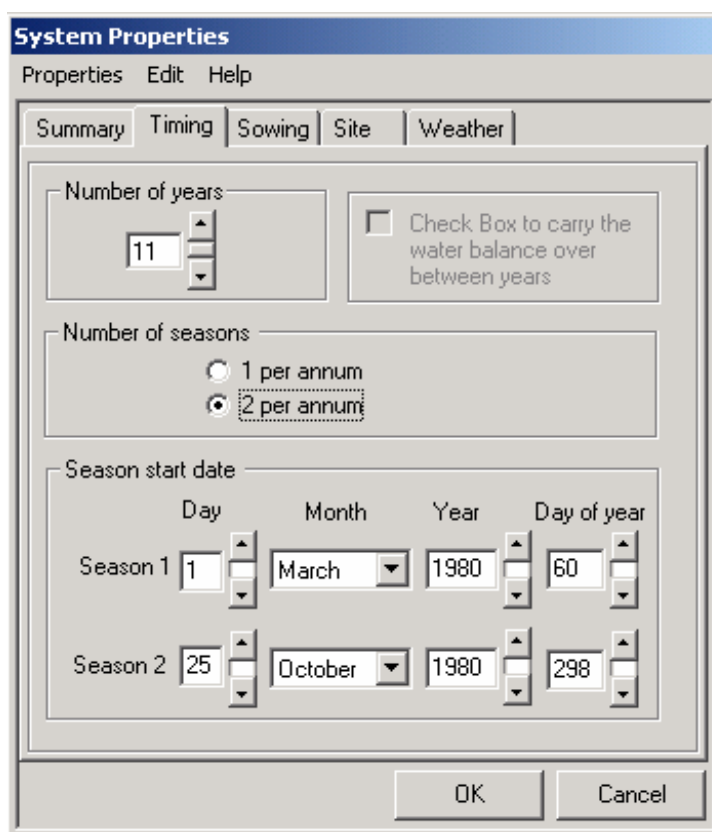 System Properties
Properties Edit Help
Summary Timing Sowing Site Weather
Number of years
11
Check Box to carry the
water balance over
between years
Number of seasons
1 per annum
2 per annum
Season start date
Day Month Year Day of year
Season 1 1 March 1980 60
Season 2 25 October 1980 298
OK Cancel